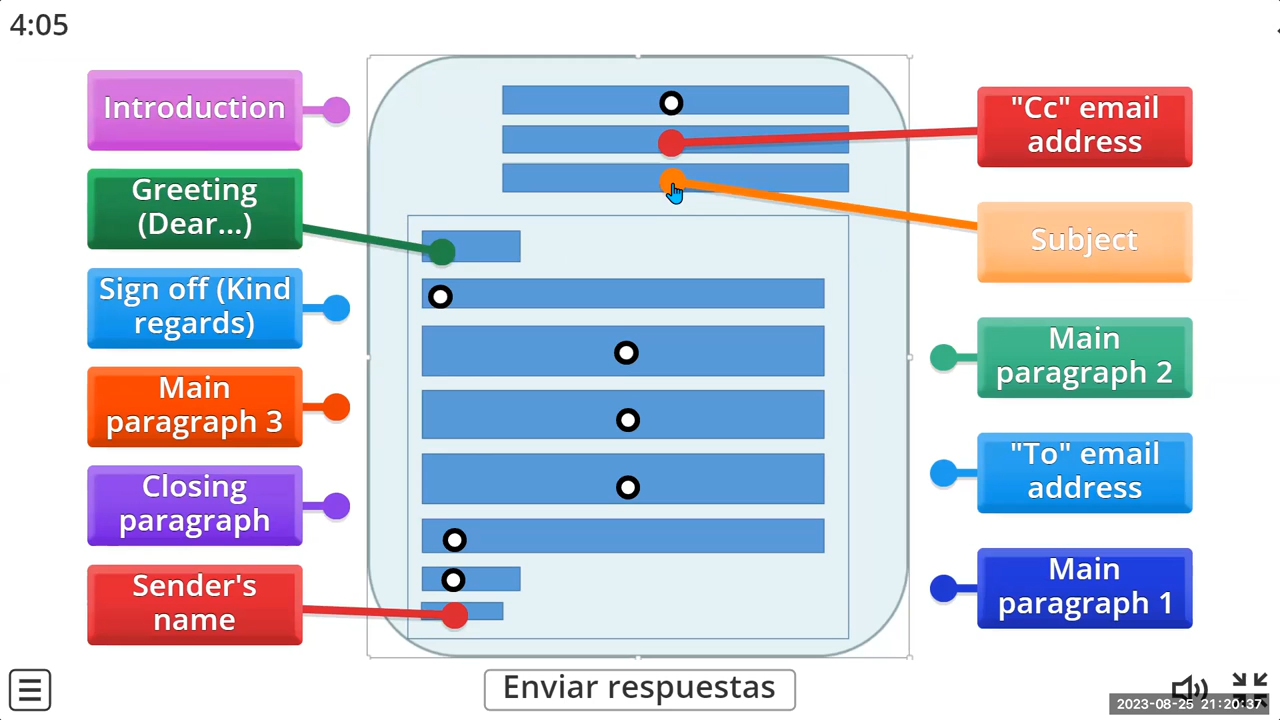 4:05
Introduction
Greeting
(Dear...)
Sign off (Kind
regards)
Main
paragraph 3
Closing
paragraph
Sender's
name
"Cc" email
address
Subject
Main
paragraph 2
"To" email
address
Main
paragraph 1
Enviar respuestas
2023-08-25 21:20:37